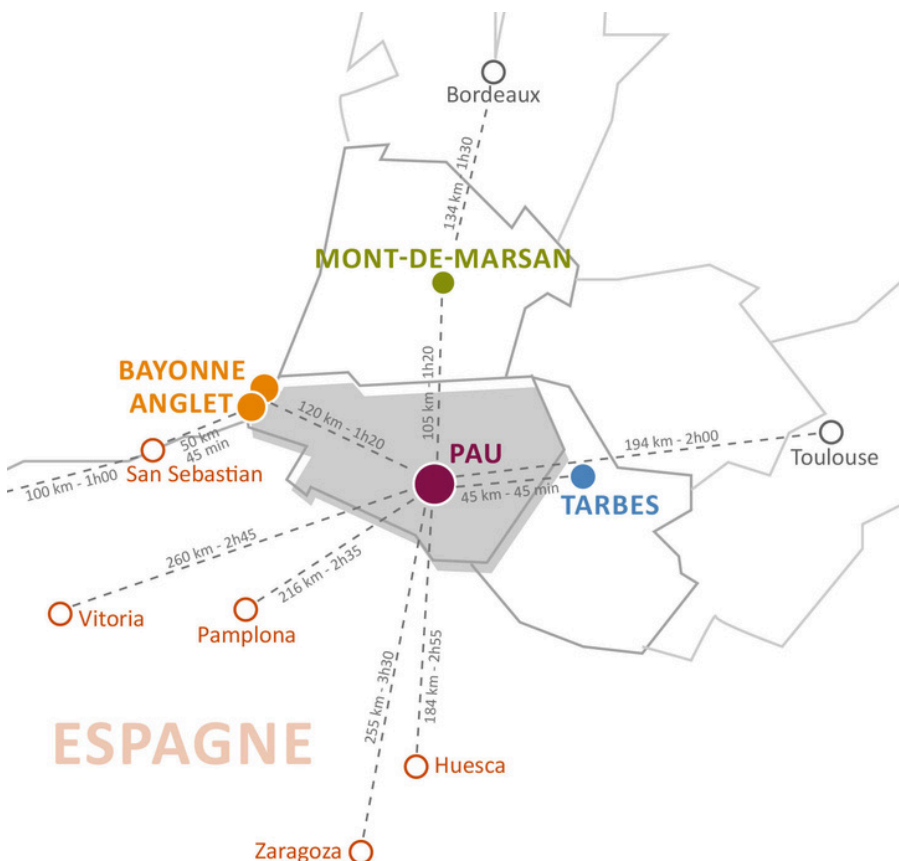 Bordeaux
134 km - 1h30
MONT-DE-MARSAN
105 km - 1h20
BAYONNE
ANGLET
120 km - 1h20
50 km
45 min
San Sebastian
100 km - 1h00
PAU
194 km - 2h00
Toulouse
45 km - 45 min
TARBES
260 km - 2h45
Vitoria
216 km - 2h35
Pamplona
255 km - 3h30
184 km - 2h55
ESPAGNE
Huesca
Zaragoza